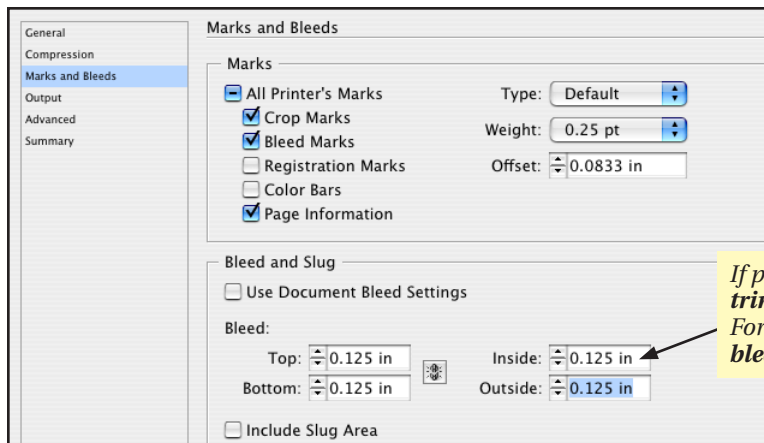 General
Compression
Marks and Bleeds
Output
Advanced
Summary
Marks and Bleeds
Marks
All Printer's Marks
Crop Marks
Bleed Marks
Registration Marks
Color Bars
Page Information
Type: Default
Weight: 0.25 pt
Offset: 0.0833 in
Bleed and Slug
Use Document Bleed Settings
Bleed:
Top: 0.125 in
Bottom: 0.125 in
Inside: 0.125 in
Outside: 0.125 in
Include Slug Area
If
For